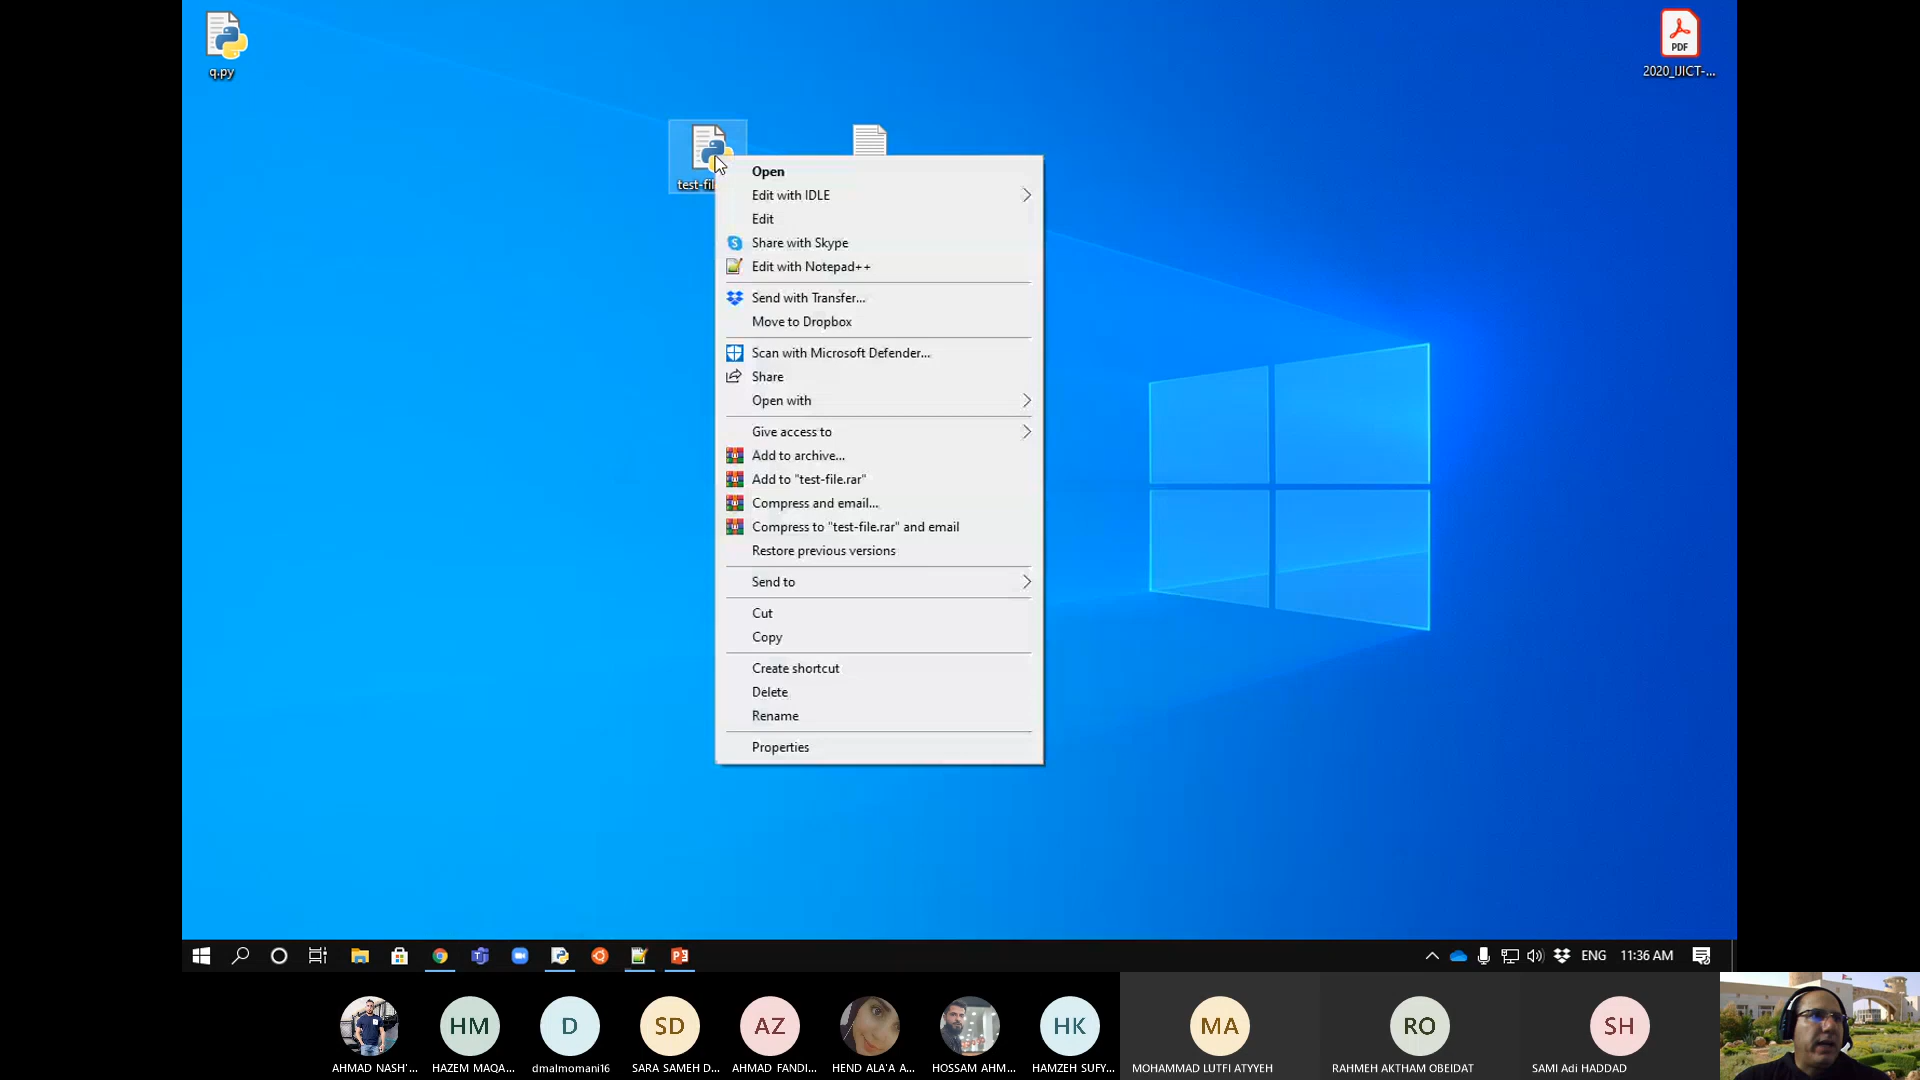 q.py
PDF
2020_IJICT-...
test-fil
Open
Edit with IDLE
Edit
Share with Skype
Edit with Notepad++
Send with Transfer...
Move to Dropbox
Scan with Microsoft Defender...
Share
Open with
Give access to
Add to archive...
Add to "test-file.rar"
Compress and email...
Compress to "test-file.rar" and email
Restore previous versions
Send to
Cut
Copy
Create shortcut
Delete
Rename
Properties
ENG 11:36 AM
HM D SD AZ HK MA RO SH
AHMAD NASH'... HAZEM MAQA... dmalmomani16 SARA SAMEH D... AHMAD FANDI... HEND ALA'A A... HOSSAM AHM... HAMZEH SUFY... MOHAMMAD LUTFI ATYYEH RAHMEH AKTHAM OBEIDAT SAMI Adi HADDAD